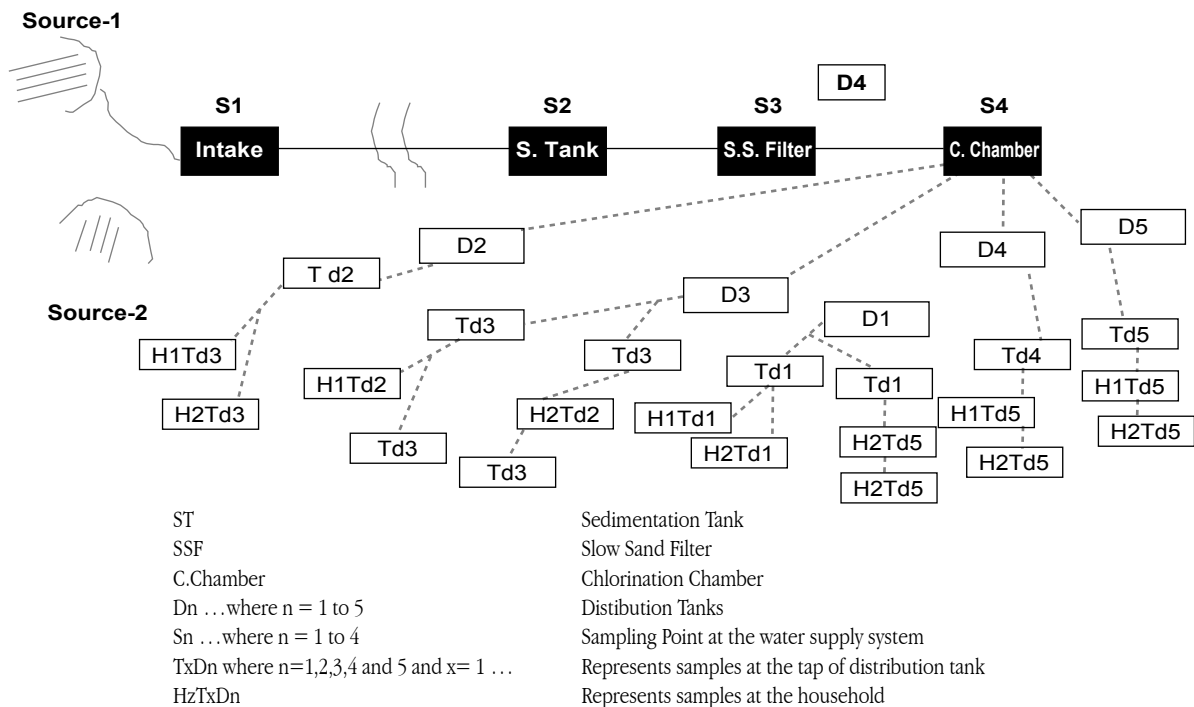 Source-1
D4
S1 S2 S3 S4
Intake S. Tank S.S. Filter C. Chamber
D2 D4 D5
T d2
Source-2
D3
Td3 D1
H1Td3 Td3 Td4 Td5
H1Td2 Td1 Td1 H1Td5
H2Td3 H2Td2 H1Td1 H1Td5 H2Td5
Td3 H2Td1 H2Td5
Td3 H2Td5 H2Td5
ST Sedimentation Tank
SSF Slow Sand Filter
C.Chamber Chlorination Chamber
Dn …where n = 1 to 5 Distibution Tanks
Sn …where n = 1 to 4 Sampling Point at the water supply system
TxDn where n=1,2,3,4 and 5 and x= 1 … Represents samples at the tap of distribution tank
HzTxDn Represents samples at the household